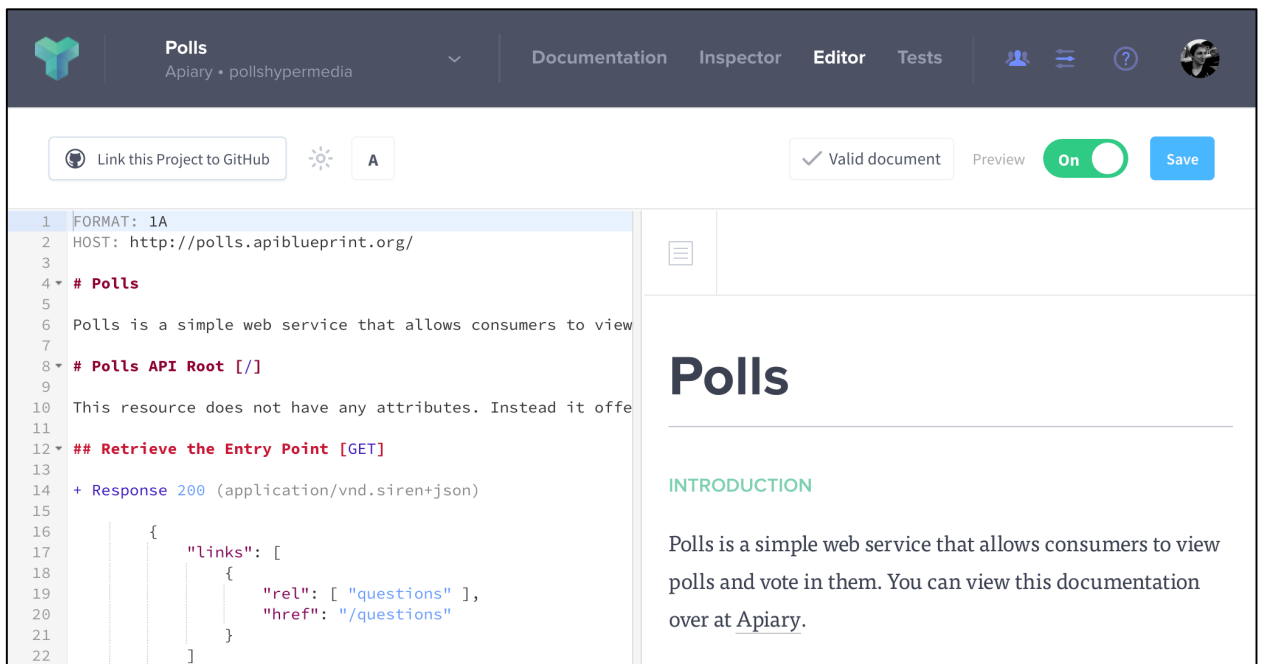 Polls
Apiary • pollshypermedia
Documentation
Inspector
Editor
Tests
?
Link this Project to GitHub
A
Valid document
Preview
On
Save
1 FORMAT: 1A
2 HOST: http://polls.apiblueprint.org/
3
4 # Polls
5
6 Polls is a simple web service that allows consumers to view
7
8 # Polls API Root [/]
9
10 This resource does not have any attributes. Instead it offe
11
12 ## Retrieve the Entry Point [GET]
13
14 + Response 200 (application/vnd.siren+json)
15
16 {
17 "links": [
18 {
19 "rel": [ "questions" ],
20 "href": "/questions"
21 }
22 ]
Polls
INTRODUCTION
Polls is a simple web service that allows consumers to view
polls and vote in them. You can view this documentation
over at Apiary.